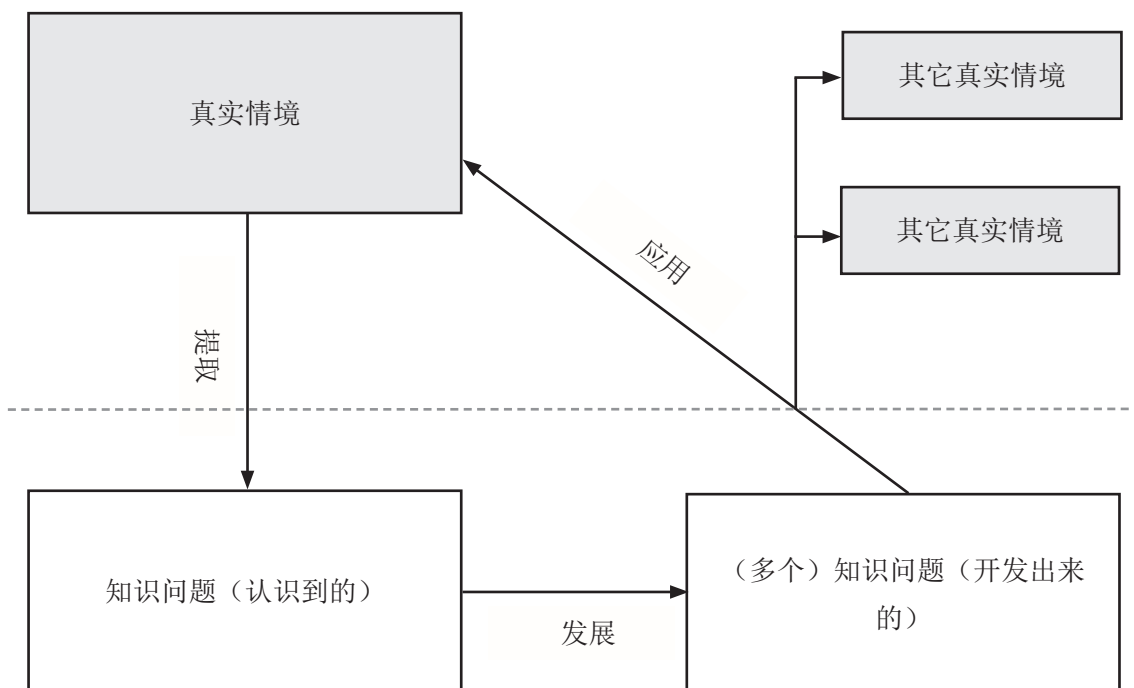 真实情境
其它真实情境
其它真实情境
应用
提取
知识问题（认识到的）
（多个）知识问题（开发出来
的）
发展